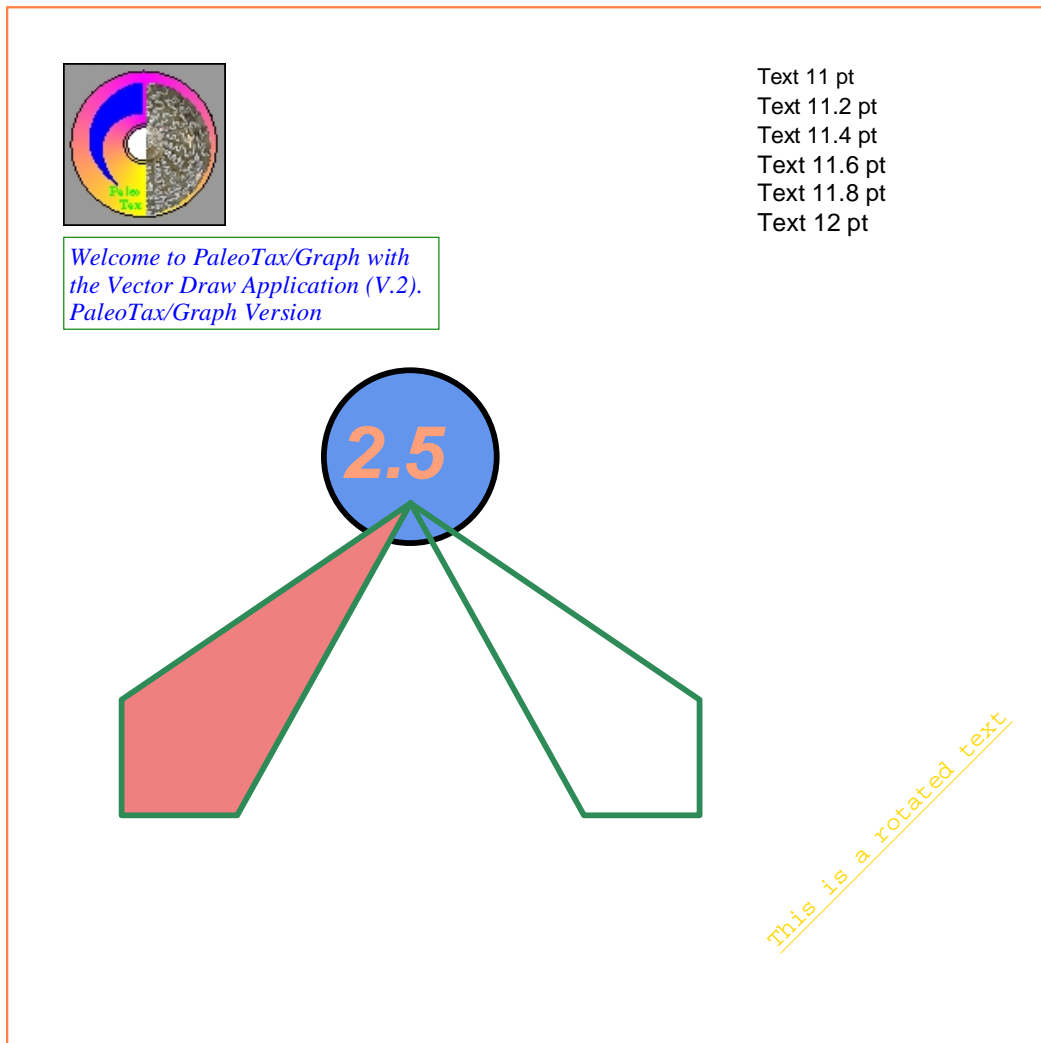 Paleo
Tax
Welcome to PaleoTax/Graph with
the Vector Draw Application (V.2).
PaleoTax/Graph Version
Text 11 pt
Text 11.2 pt
Text 11.4 pt
Text 11.6 pt
Text 11.8 pt
Text 12 pt
2.5
This is a rotated text